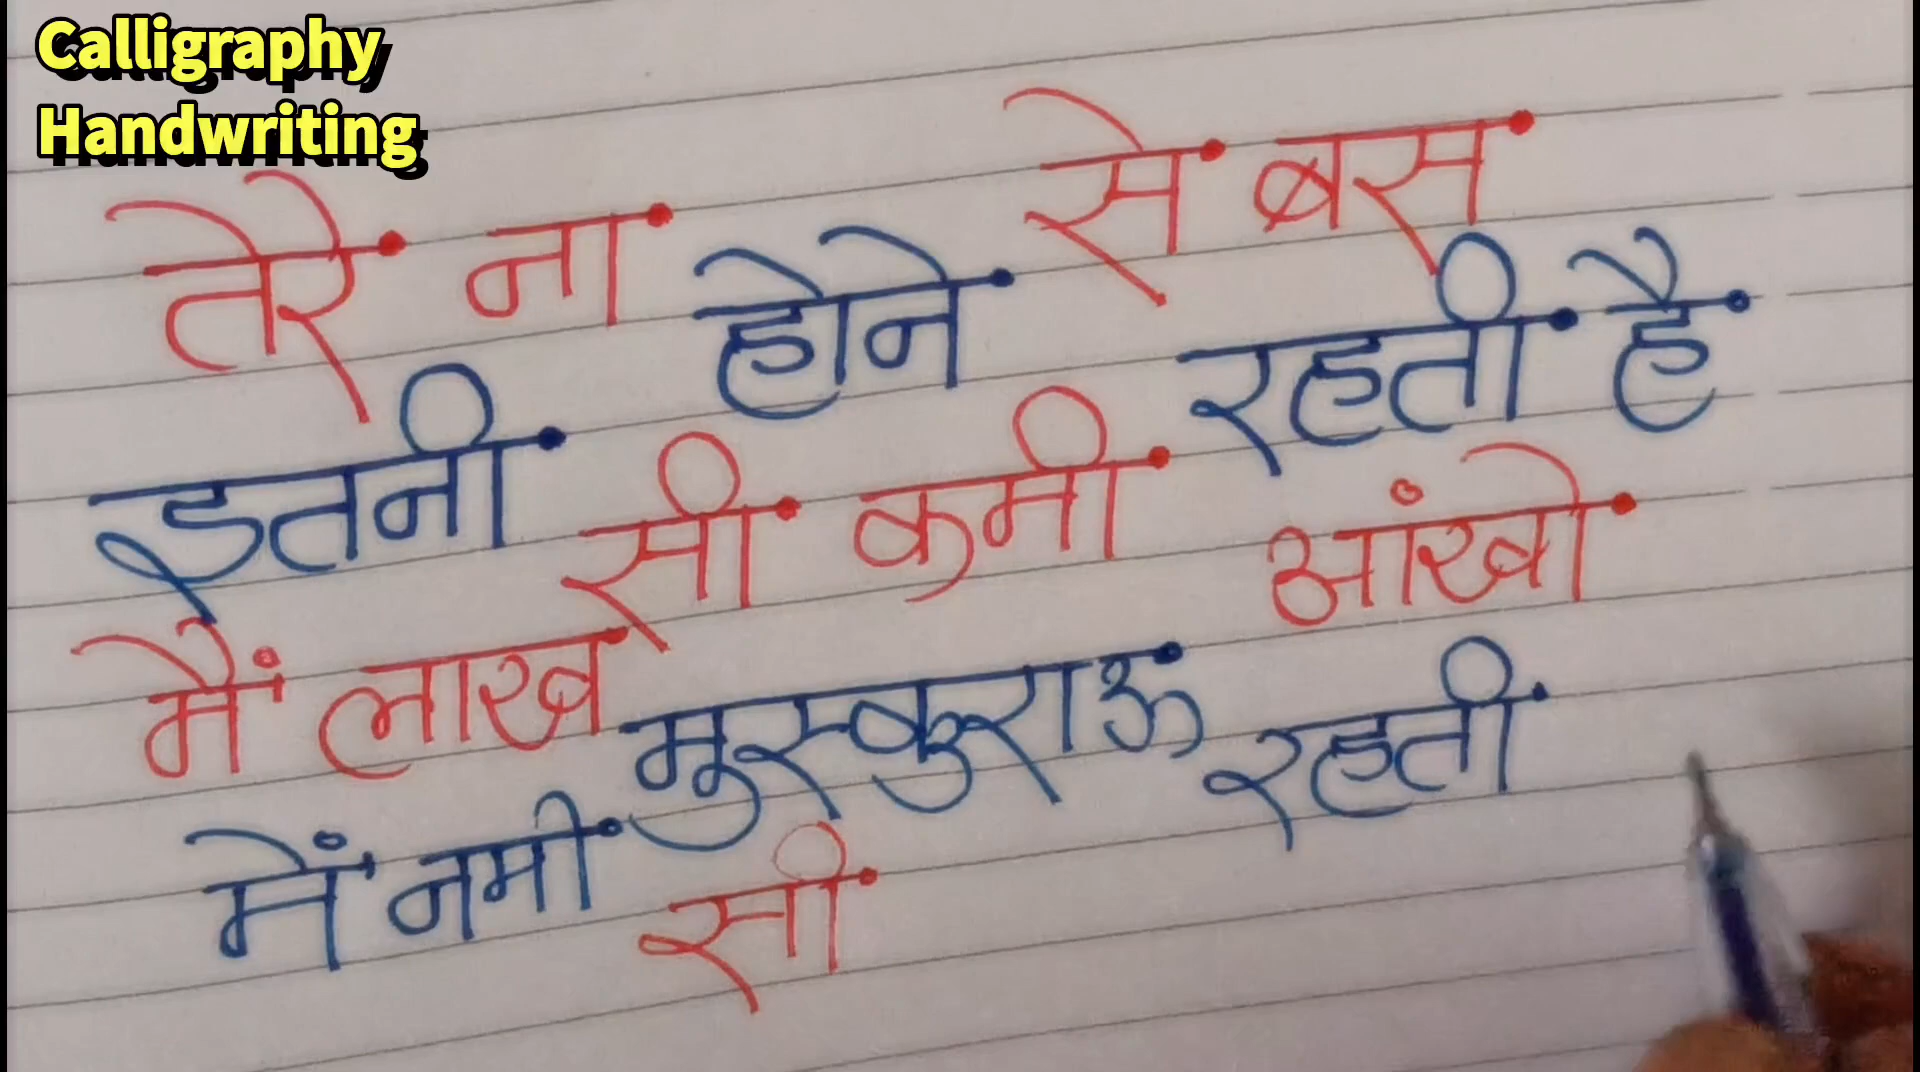 Calligraphy
Handwriting
तेरे ना होने से बस
इतनी सी कमी रहती है
मैं लाख मुस्कुराऊ आंखो
में नमी सी रहती